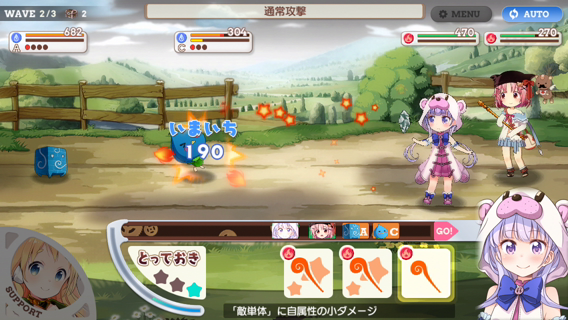 WAVE 2/3 2
通常攻撃
MENU
AUTO
682
A
304
C
470
270
いまいち
190
A C GO!
とっておき
SUPPORT
「敵単体」に自属性の小ダメージ